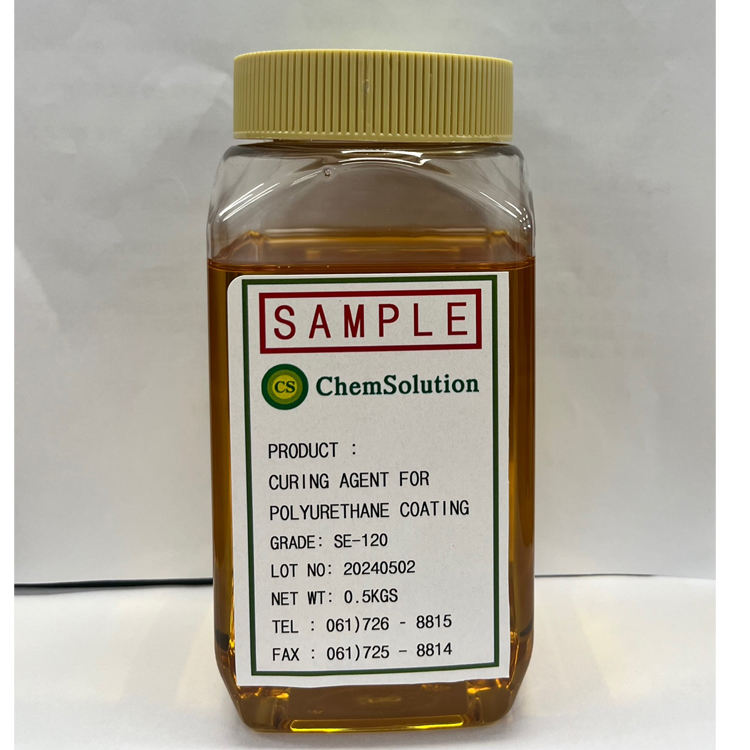 SAMPLE
CS ChemSolution
PRODUCT :
CURING AGENT FOR
POLYURETHANE COATING
GRADE: SE-120
LOT NO: 20240502
NET WT: 0.5KGS
TEL : 061)726 - 8815
FAX : 061)725 - 8814